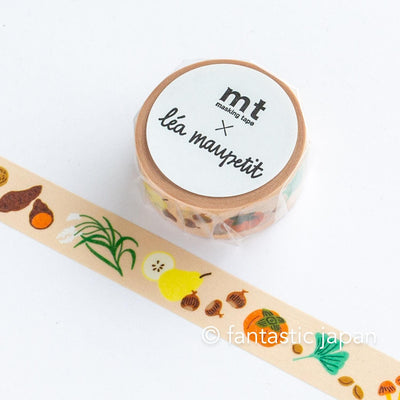 mt
masking tape
×
léa maupetit
© fantastic japan